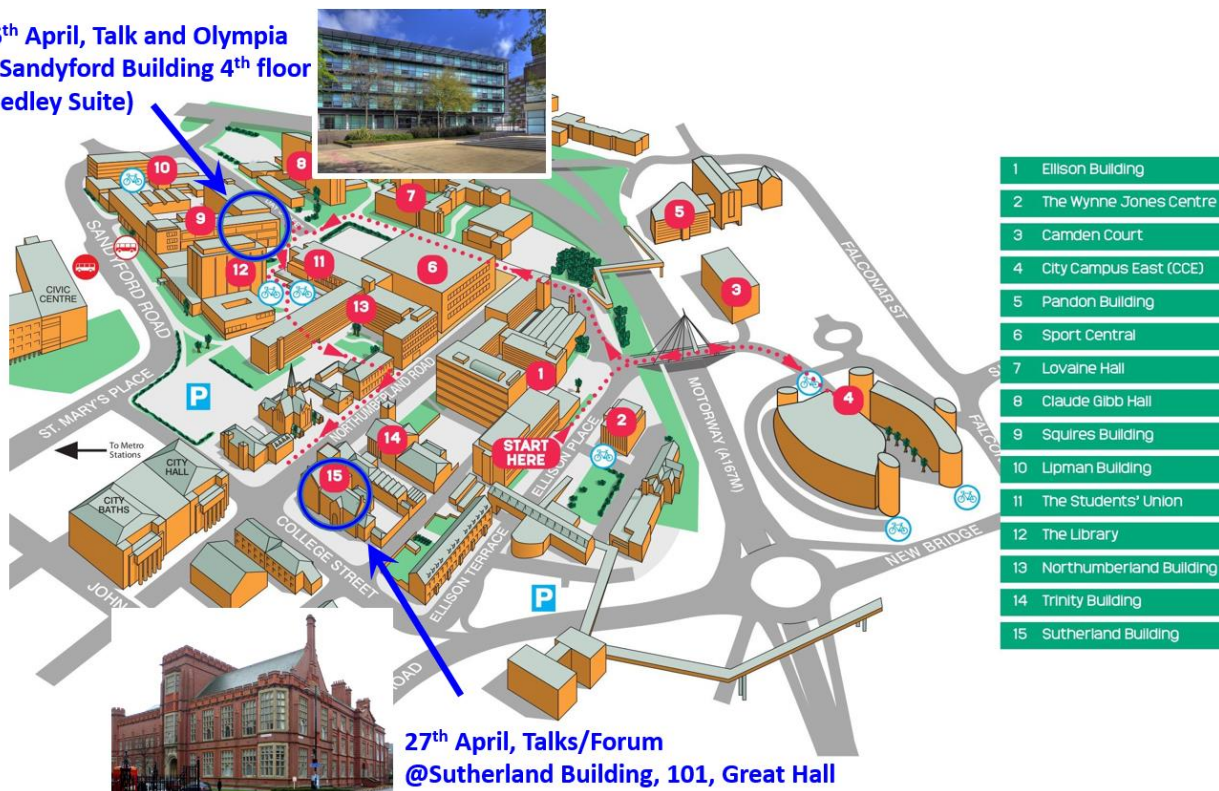 th April, Talk and Olympia
Sandyford Building 4th floor
edley Suite)
10
8
7
9
5
12
11
6
13
3
1
4
2
14
15
CIVIC
CENTRE
SANDYFORD ROAD
ST. MARY'S PLACE
P
To Metro
Stations
CITY
HALL
CITY
BATHS
NORTHUMBERLAND ROAD
START
HERE
ELLISON PLACE
MOTORWAY (A167M)
FALCONAR ST
NEW BRIDGE
COLLEGE STREET
ELLISON TERRACE
P
JOHN
ROAD
27th April, Talks/Forum
@Sutherland Building, 101, Great Hall
1 Ellison Building
2 The Wynne Jones Centre
3 Camden Court
4 City Campus East (CCE)
5 Pandon Building
6 Sport Central
7 Lovaine Hall
8 Claude Gibb Hall
9 Squires Building
10 Lipman Building
11 The Students' Union
12 The Library
13 Northumberland Building
14 Trinity Building
15 Sutherland Building